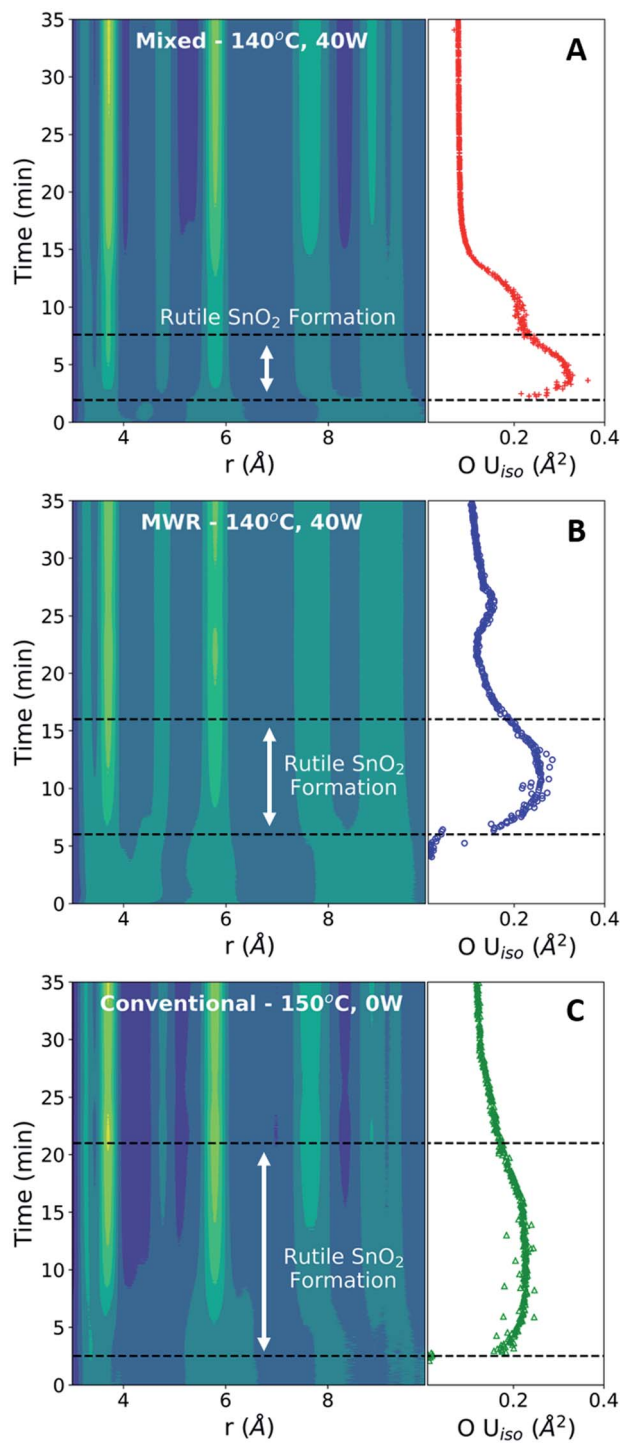 Mixed - 140°C, 40W
A
35
30
25
20
15
10
5
0
Time (min)
Rutile SnO₂ Formation
4
6
8
0.2
0.4
r (Å)
O Uiso (Å²)
MWR - 140°C, 40W
B
35
30
25
20
15
10
5
0
Time (min)
Rutile SnO₂
Formation
4
6
8
0.2
0.4
r (Å)
O Uiso (Å²)
Conventional - 150°C, 0W
C
35
30
25
20
15
10
5
0
Time (min)
Rutile SnO₂
Formation
4
6
8
0.2
0.4
r (Å)
O Uiso (Å²)